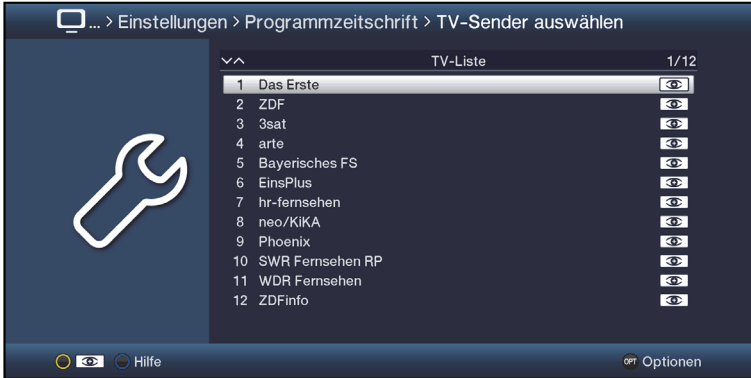 ... > Einstellungen > Programmzeitschrift > TV-Sender auswählen
TV-Liste 1/12
1 Das Erste
2 ZDF
3 3sat
4 arte
5 Bayerisches FS
6 EinsPlus
7 hr-fernsehen
8 neo/KiKA
9 Phoenix
10 SWR Fernsehen RP
11 WDR Fernsehen
12 ZDFinfo
Hilfe OPT Optionen